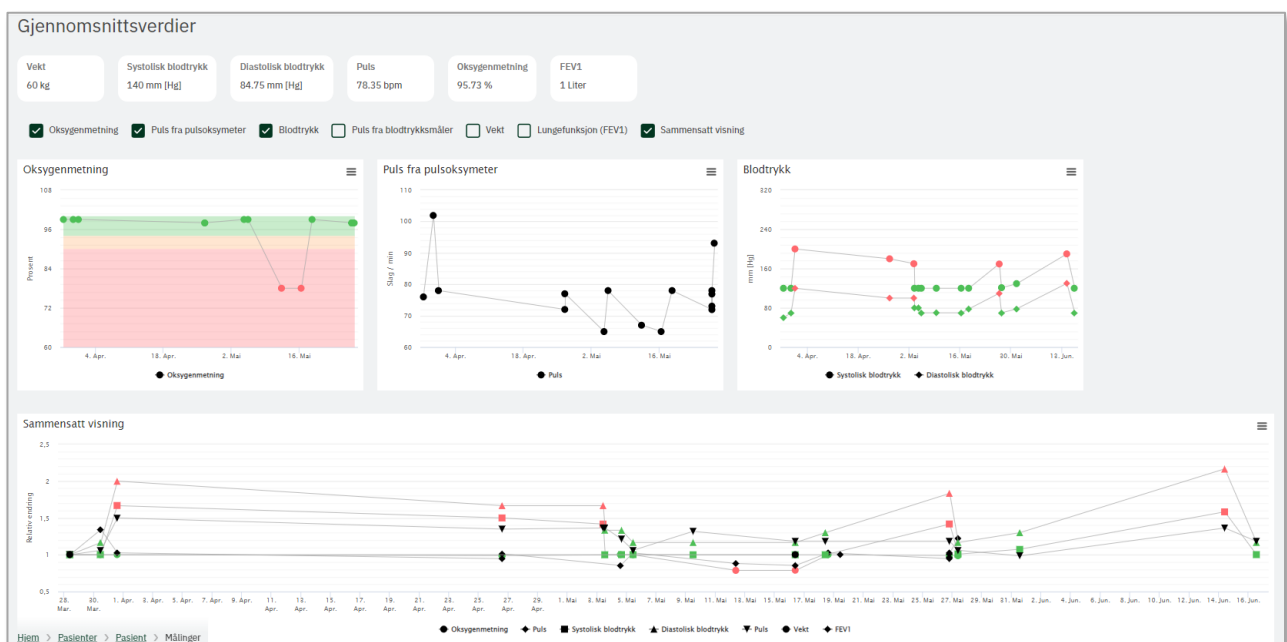 Gjennomsnittsverdier
Vekt Systolisk blodtrykk Diastolisk blodtrykk Puls Oksygenmetning FEV1
60 kg 140 mm [Hg] 84.75 mm [Hg] 78.35 bpm 95.73 % 1 Liter
Oksygenmetning Puls fra pulsoksymeter Blodtrykk Puls fra blodtrykksmåler Vekt Lungefunksjon (FEV1) Sammensatt visning
Oksygenmetning
108
96
84
72
60
Prosent
4. Apr. 18. Apr. 2. Mai 16. Mai
Oksygenmetning
Puls fra pulsoksymeter
110
100
90
80
70
60
Slag / min
4. Apr. 18. Apr. 2. Mai 16. Mai
Puls
Blodtrykk
320
240
160
80
0
mm [Hg]
4. Apr. 18. Apr. 2. Mai 16. Mai 30. Mai 13. Jun.
Systolisk blodtrykk Diastolisk blodtrykk
Sammensatt visning
2,5
2
1,5
1
0,5
Relativ endring
28. Mar. 30. Mar. 1. Apr. 3. Apr. 5. Apr. 7. Apr. 9. Apr. 11. Apr. 13. Apr. 15. Apr. 17. Apr. 19. Apr. 21. Apr. 23. Apr. 25. Apr. 27. Apr. 29. Apr. 1. Mai 3. Mai 5. Mai 7. Mai 9. Mai 11. Mai 13. Mai 15. Mai 17. Mai 19. Mai 21. Mai 23. Mai 25. Mai 27. Mai 29. Mai 31. Mai 2. Jun. 4. Jun. 6. Jun. 8. Jun. 10. Jun. 12. Jun. 14. Jun. 16. Jun.
Oksygenmetning Puls Systolisk blodtrykk Diastolisk blodtrykk Puls Vekt FEV1
Hjem > Pasienter > Pasient > Målinger